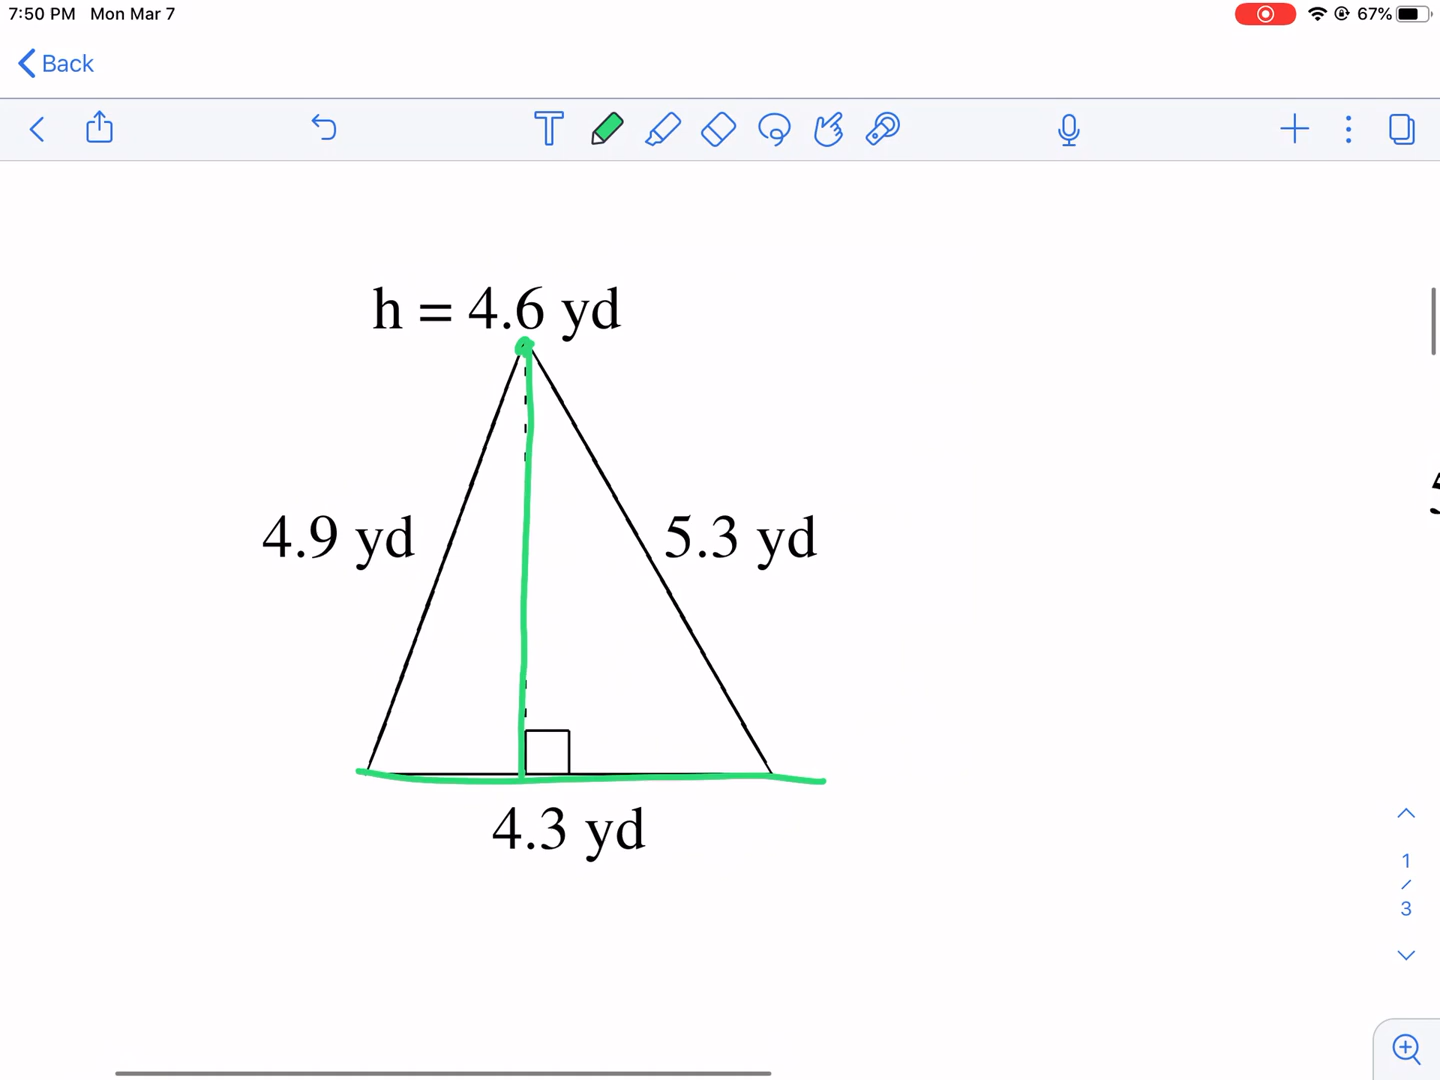 7:50 PM Mon Mar 7
67%
Back
T
h = 4.6 yd
4.9 yd
5.3 yd
4.3 yd
1
/
3